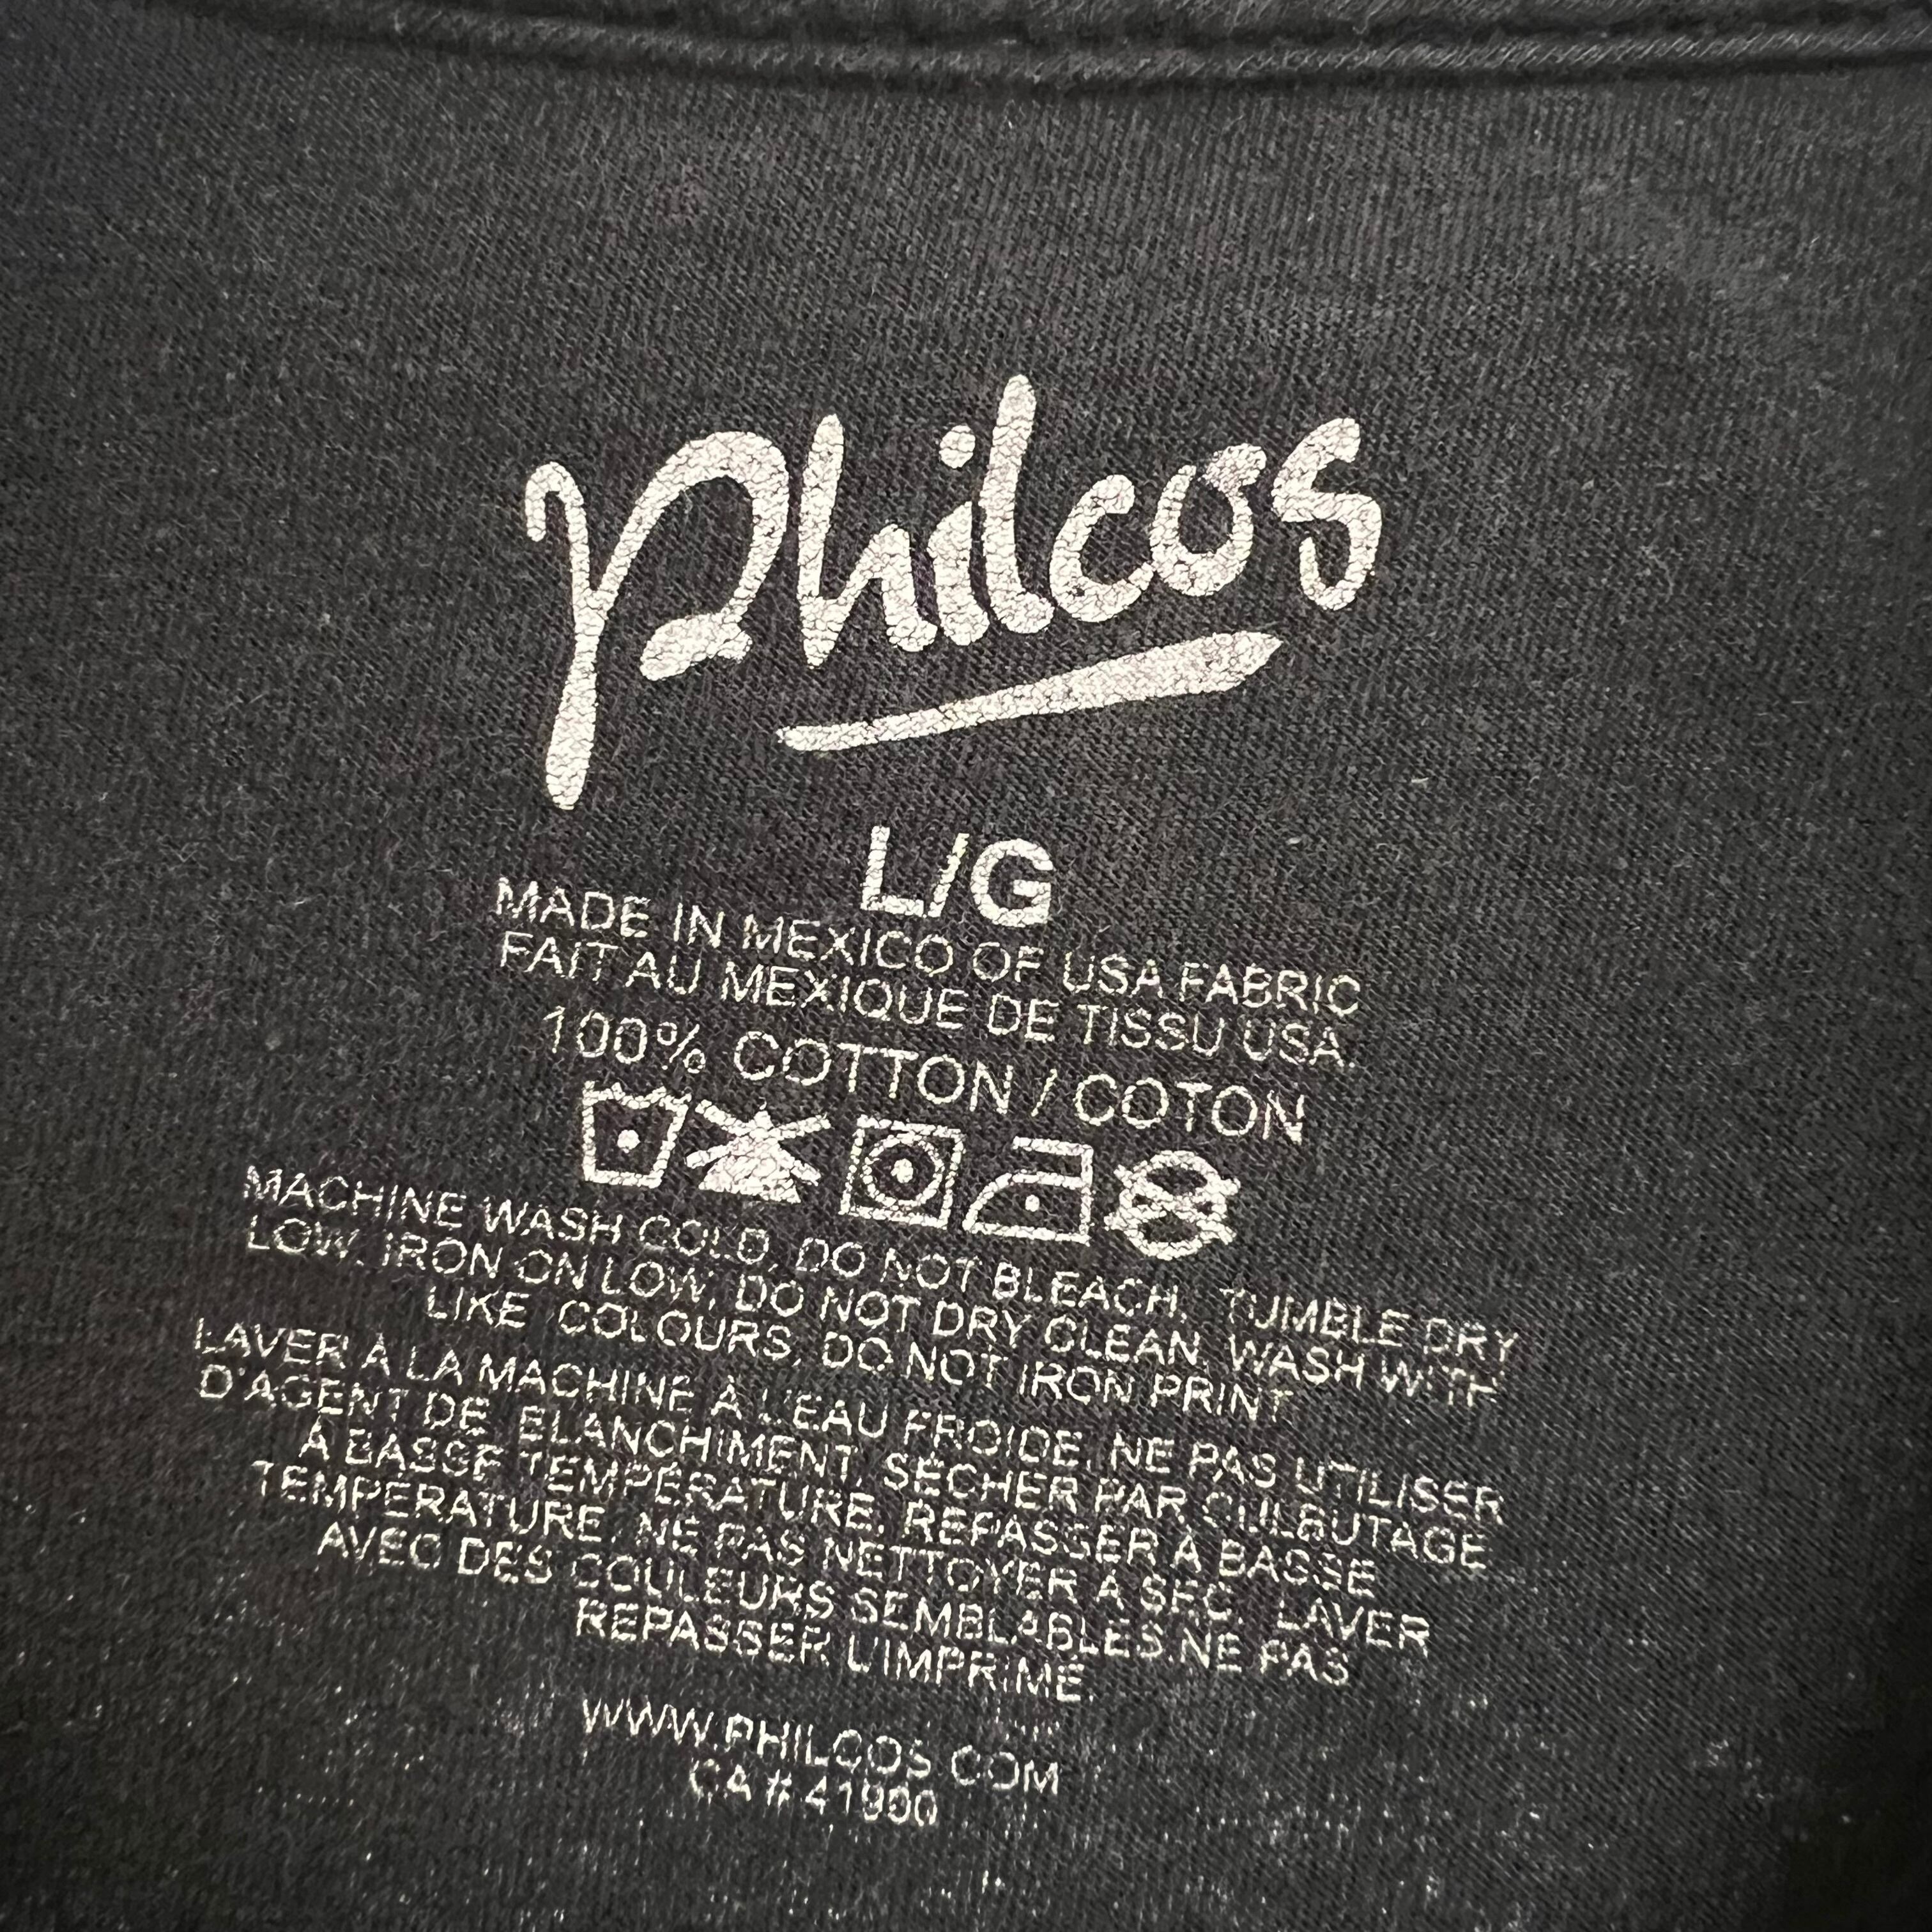 Philcos
L/G
MADE IN MEXICO OF USA FABRIC
FAIT AU MEXIQUE DE TISSU USA.
100% COTTON / COTON
MACHINE WASH COLD, DO NOT BLEACH, TUMBLE DRY
LOW, IRON ON LOW, DO NOT DRY CLEAN, WASH WITH
LIKE COLOURS, DO NOT IRON PRINT
LAVER À LA MACHINE À L'EAU FROIDE, NE PAS UTILISER
D'AGENT DE BLANCHIMENT, SÉCHER PAR CULBUTAGE
À BASSE TEMPÉRATURE, REPASSER À BASSE
TEMPÉRATURE, NE PAS NETTOYER À SEC, LAVER
AVEC DES COULEURS SEMBLABLES.NE PAS
REPASSER L'IMPRIMÉ.
WWW.PHILCOS.COM
CA # 41900